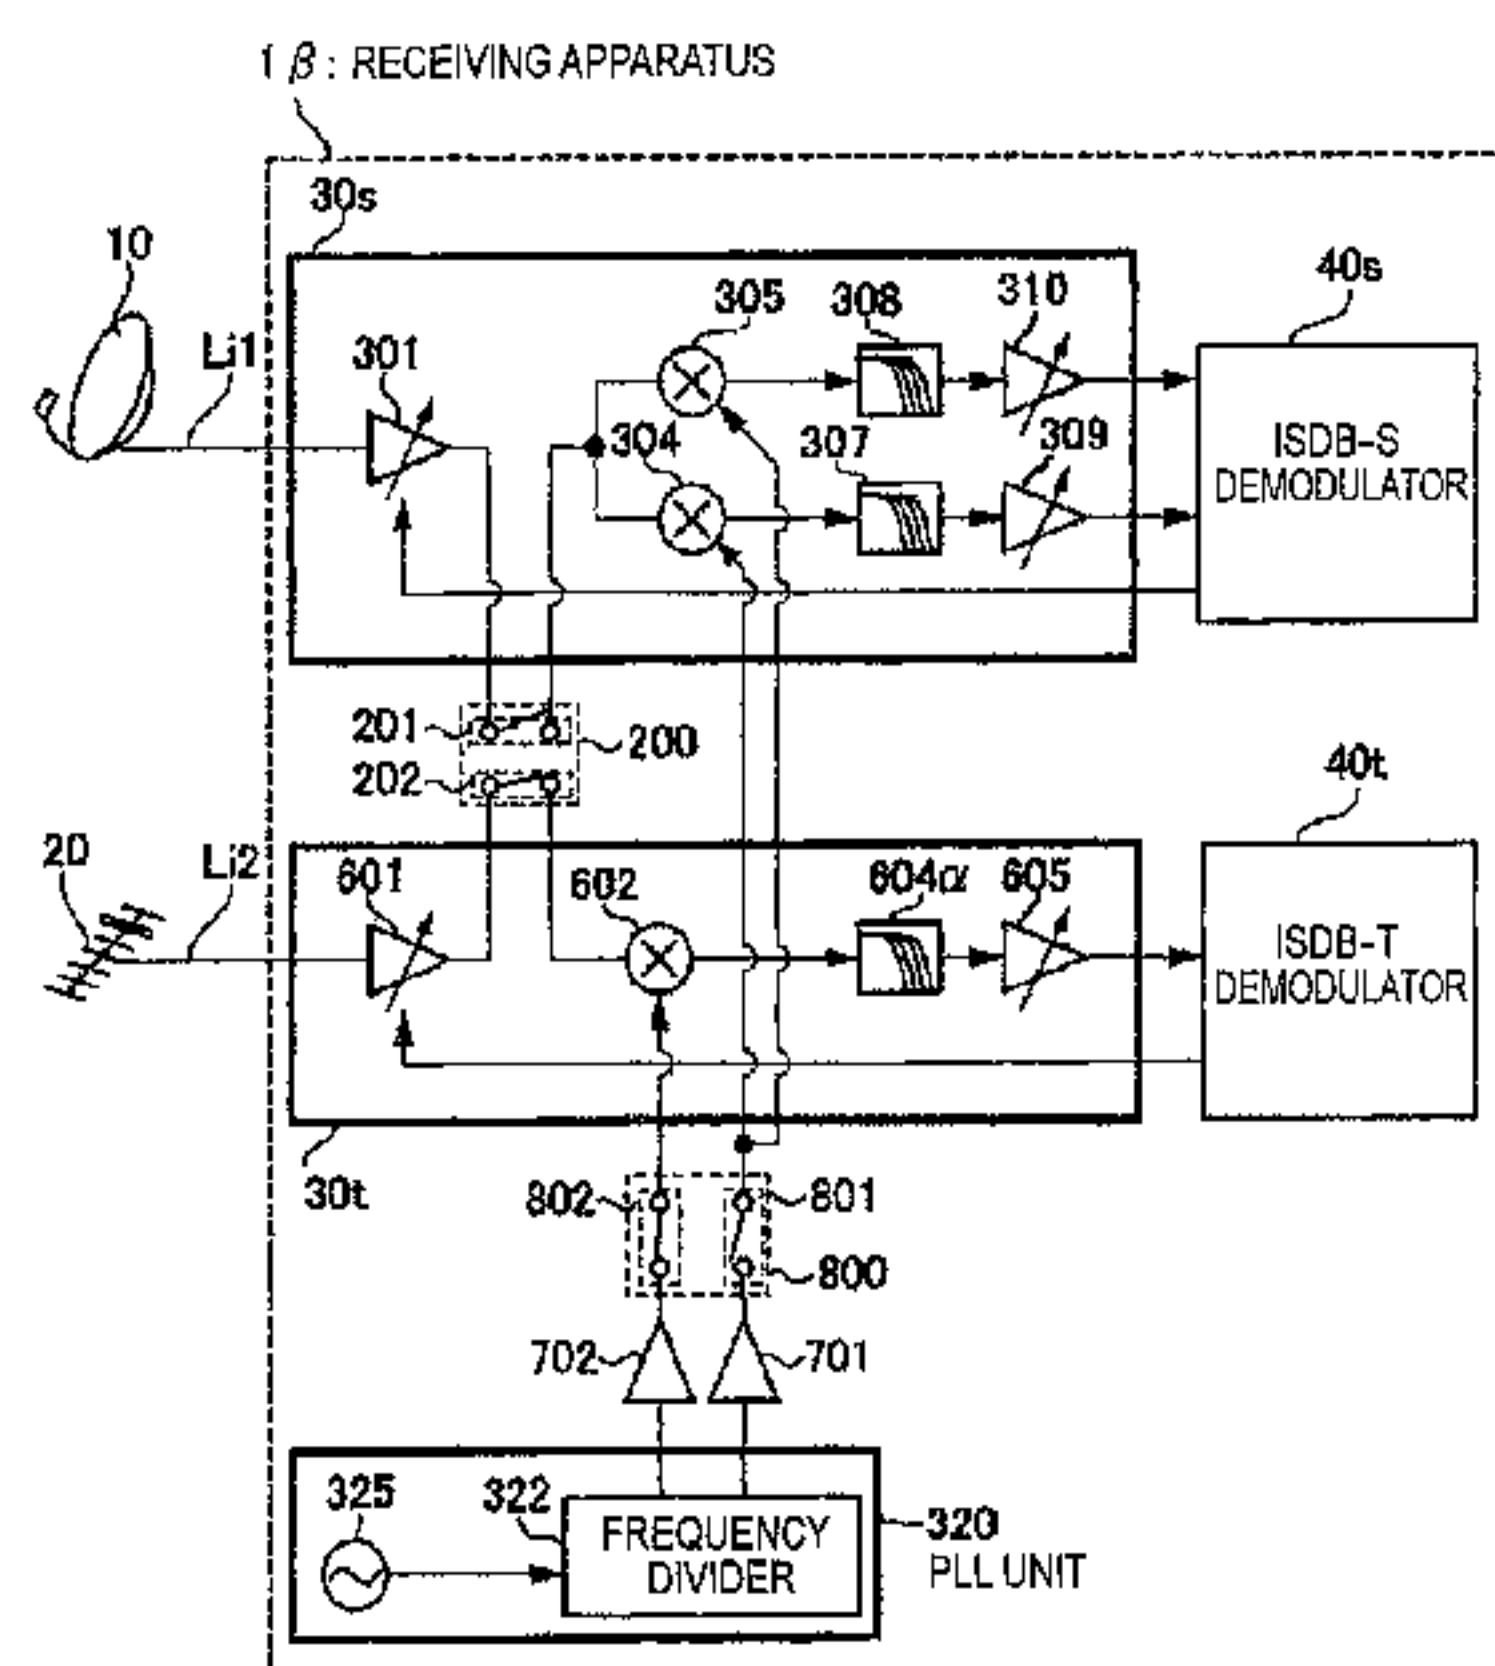 1β: RECEIVING APPARATUS
30s
10
40s
305
308
310
Li1
301
304
307
309
ISDB-S
DEMODULATOR
201
200
202
40t
20
Li2
601
602
604α
605
ISDB-T
DEMODULATOR
30t
802
801
800
702
701
325
322
FREQUENCY
DIVIDER
320
PLL UNIT